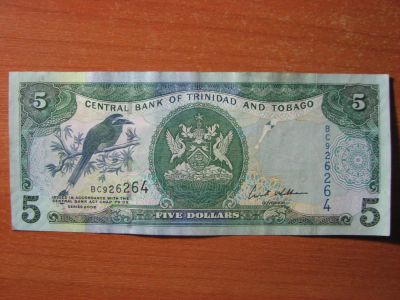 5 5
CENTRAL BANK OF TRINIDAD AND TOBAGO
BC926264
BC926264
ISSUED IN ACCORDANCE WITH THE
CENTRAL BANK ACT CHAP. 79:02
SERIES 2006
GOVERNOR
5 FIVE DOLLARS 5